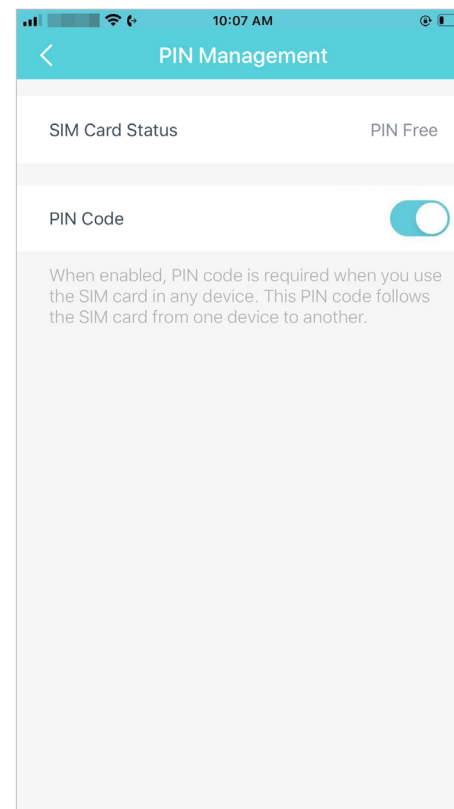 10:07 AM
PIN Management
SIM Card Status PIN Free
PIN Code
When enabled, PIN code is required when you use
the SIM card in any device. This PIN code follows
the SIM card from one device to another.